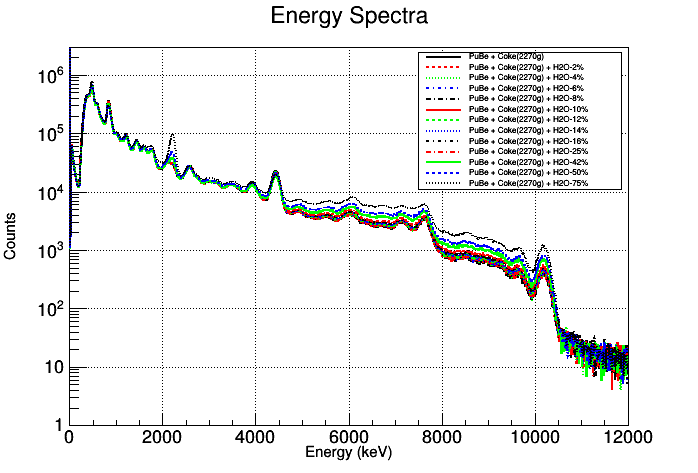 Energy Spectra
PuBe + Coke(2270g)
PuBe + Coke(2270g) + H2O-2%
PuBe + Coke(2270g) + H2O-4%
PuBe + Coke(2270g) + H2O-6%
PuBe + Coke(2270g) + H2O-8%
PuBe + Coke(2270g) + H2O-10%
PuBe + Coke(2270g) + H2O-12%
PuBe + Coke(2270g) + H2O-14%
PuBe + Coke(2270g) + H2O-16%
PuBe + Coke(2270g) + H2O-25%
PuBe + Coke(2270g) + H2O-42%
PuBe + Coke(2270g) + H2O-50%
PuBe + Coke(2270g) + H2O-75%
Counts
10⁶
10⁵
10⁴
10³
10²
10
1
0 2000 4000 6000 8000 10000 12000
Energy (keV)